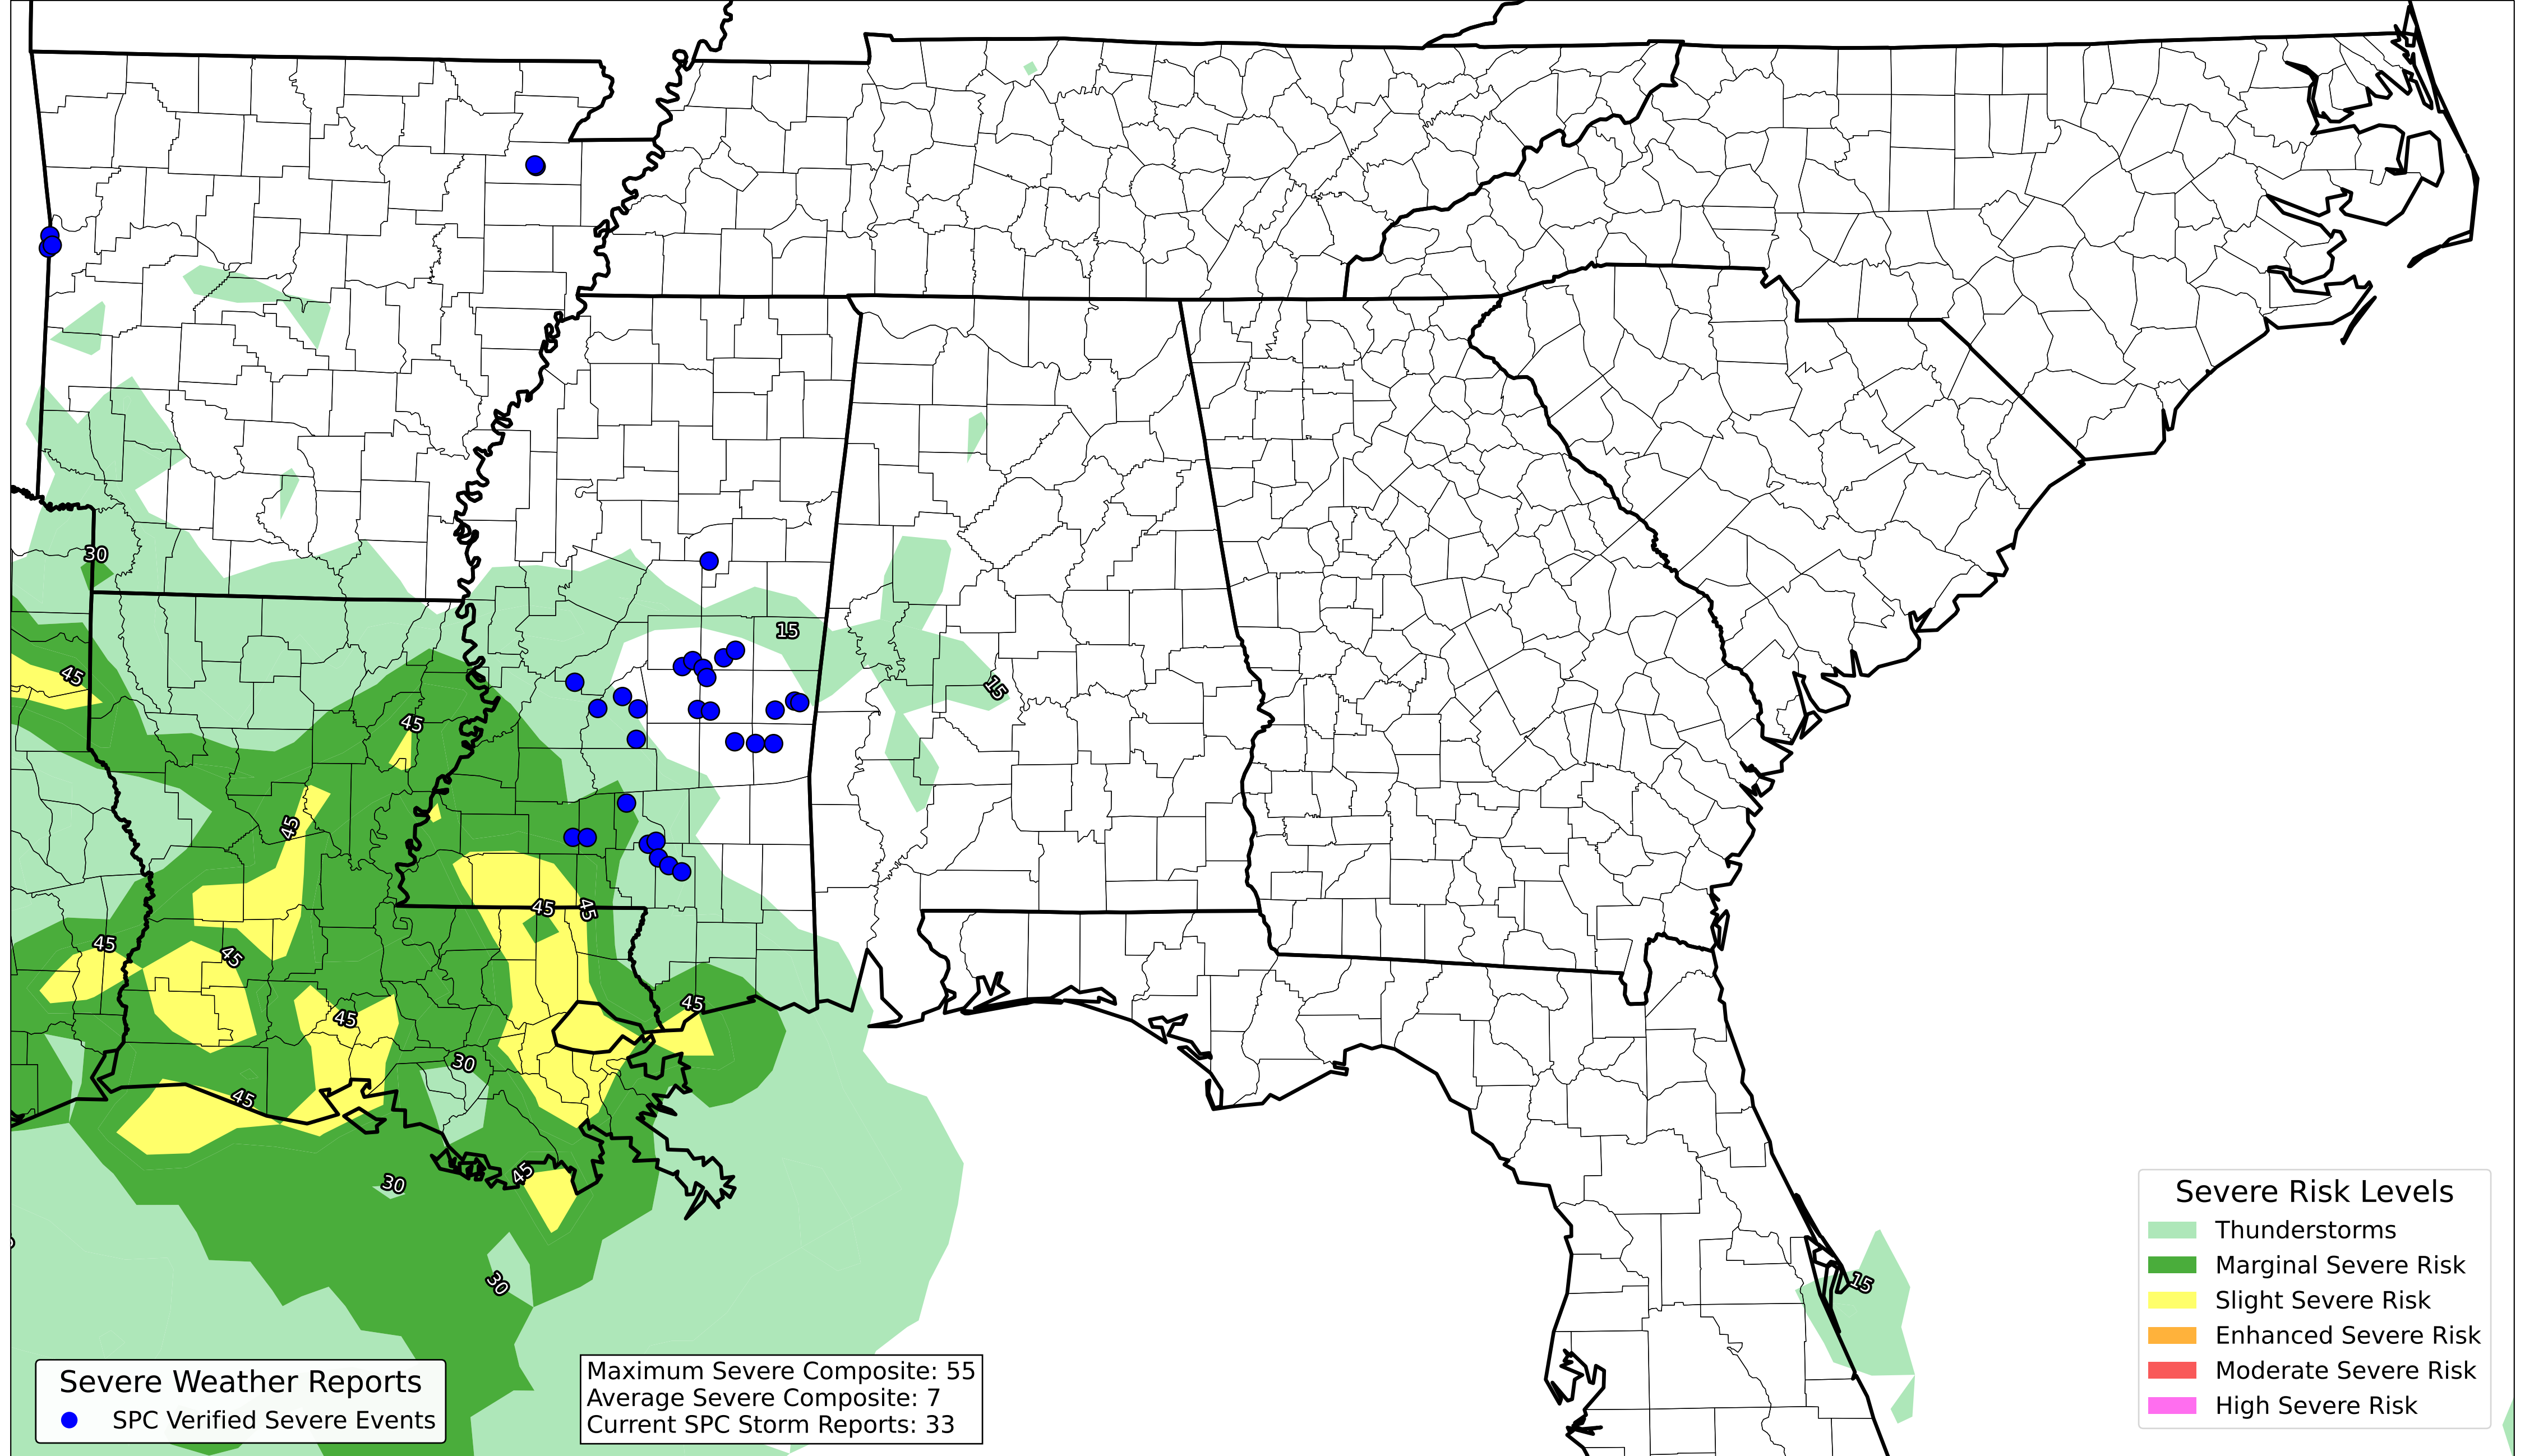 30
15
45
15
45
45
45
45
45
45
45
45
30
45
45
30
30
15
Severe Risk Levels
Thunderstorms
Marginal Severe Risk
Slight Severe Risk
Enhanced Severe Risk
Moderate Severe Risk
High Severe Risk
Severe Weather Reports
SPC Verified Severe Events
Maximum Severe Composite: 55
Average Severe Composite: 7
Current SPC Storm Reports: 33